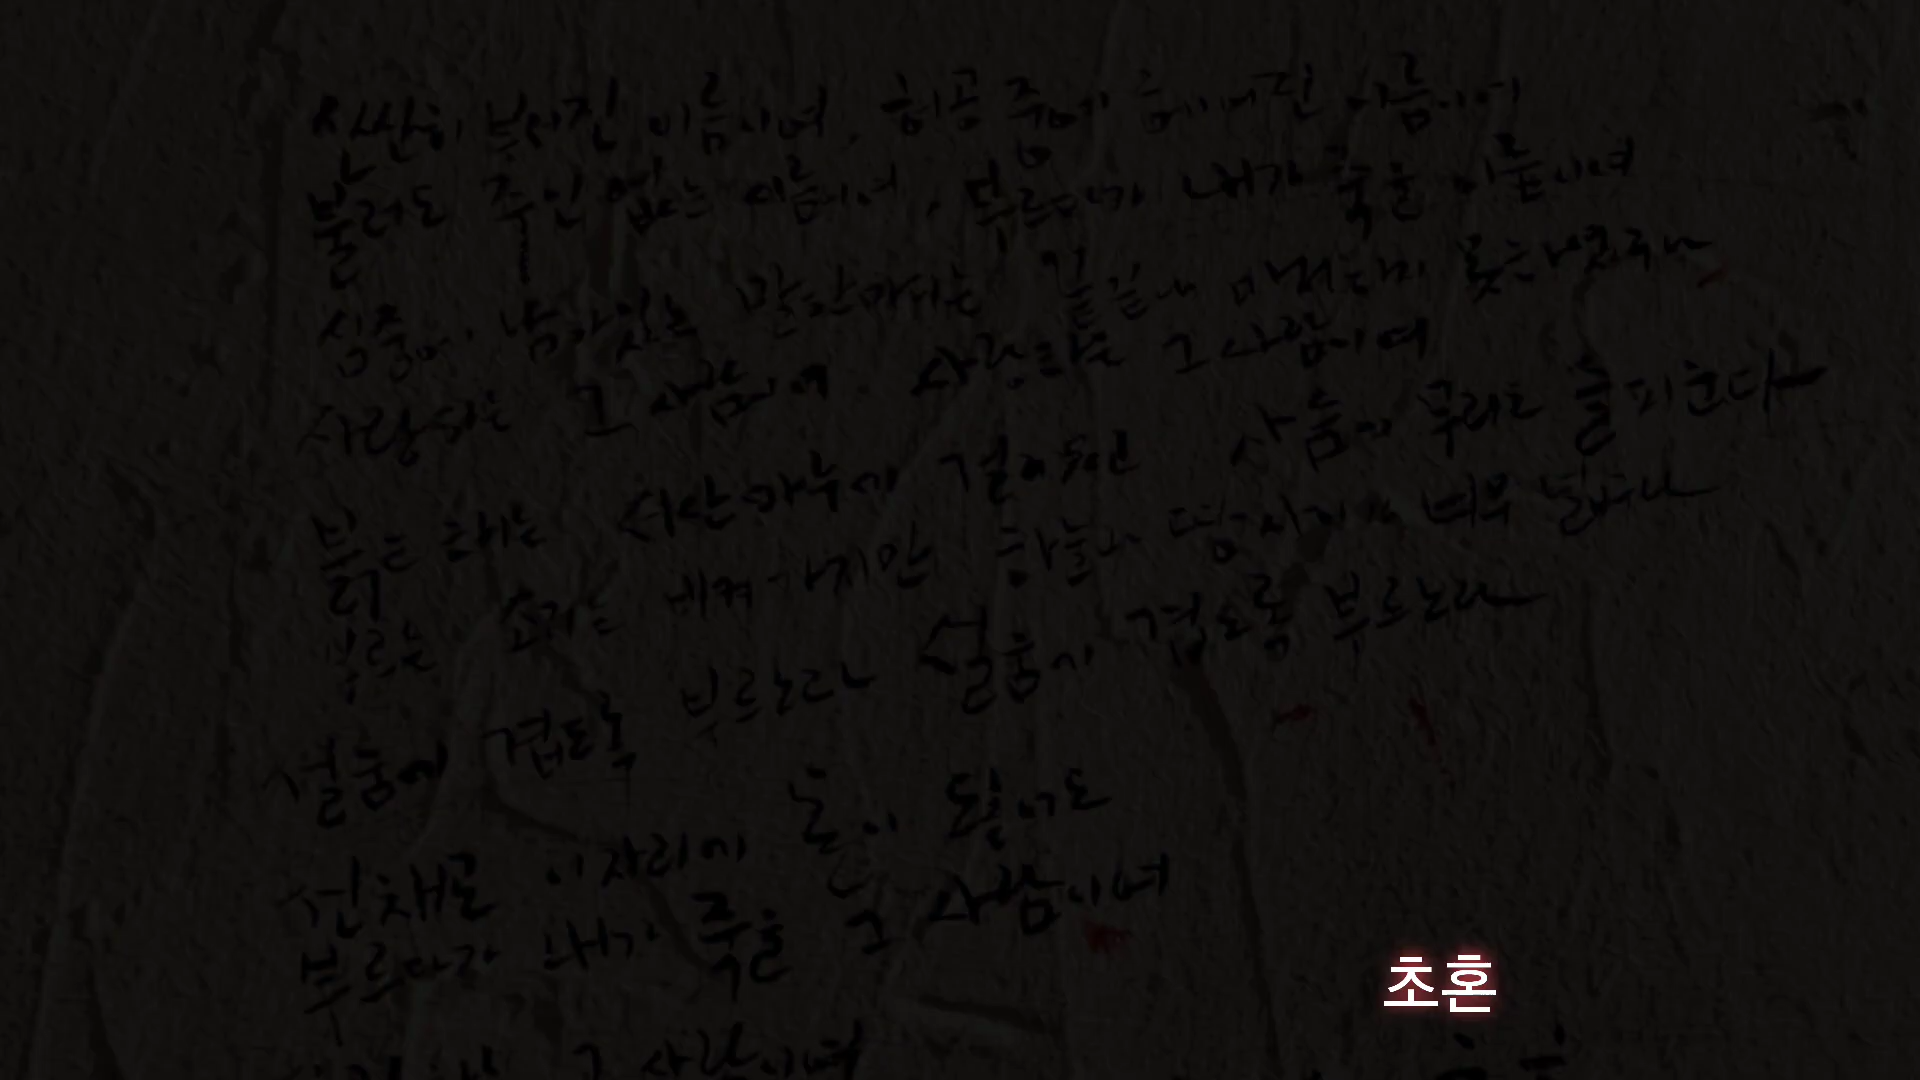 산산히 부서진 이름이여, 허공 중에 헤어진 이름이여
불러도 주인 없는 이름이여, 부르다가 내가 죽을 이름이여
심중에 남아있는 말 한마디는 끝끝내 마저하지 못하였구나
사랑하는 그 사람이여 사랑하는 그 사람이여
붉은 해는 서산 마루에 걸리었고 사슴의 무리도 슬피 운다
부르는 소리는 비켜 가지만 하늘과 땅 사이가 너무 넓구나
설움에 겹도록 부르노라 설움에 겹도록 부르노라
선 채로 이 자리에 돌이 되어도
부르다가 내가 죽을 그 사람이여
그 사람이여
초혼